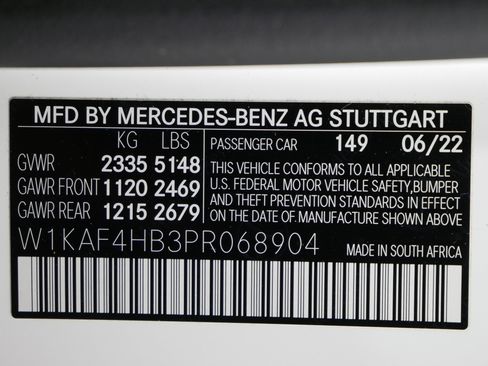 MFD BY MERCEDES-BENZ AG STUTTGART
KG LBS
GVWR 2335 5148
GAWR FRONT 1120 2469
GAWR REAR 1215 2679
PASSENGER CAR 149 06/22
THIS VEHICLE CONFORMS TO ALL APPLICABLE
U.S. FEDERAL MOTOR VEHICLE SAFETY,BUMPER
AND THEFT PREVENTION STANDARDS IN EFFECT
ON THE DATE OF MANUFACTURE SHOWN ABOVE
W1KAF4HB3PR068904
MADE IN SOUTH AFRICA